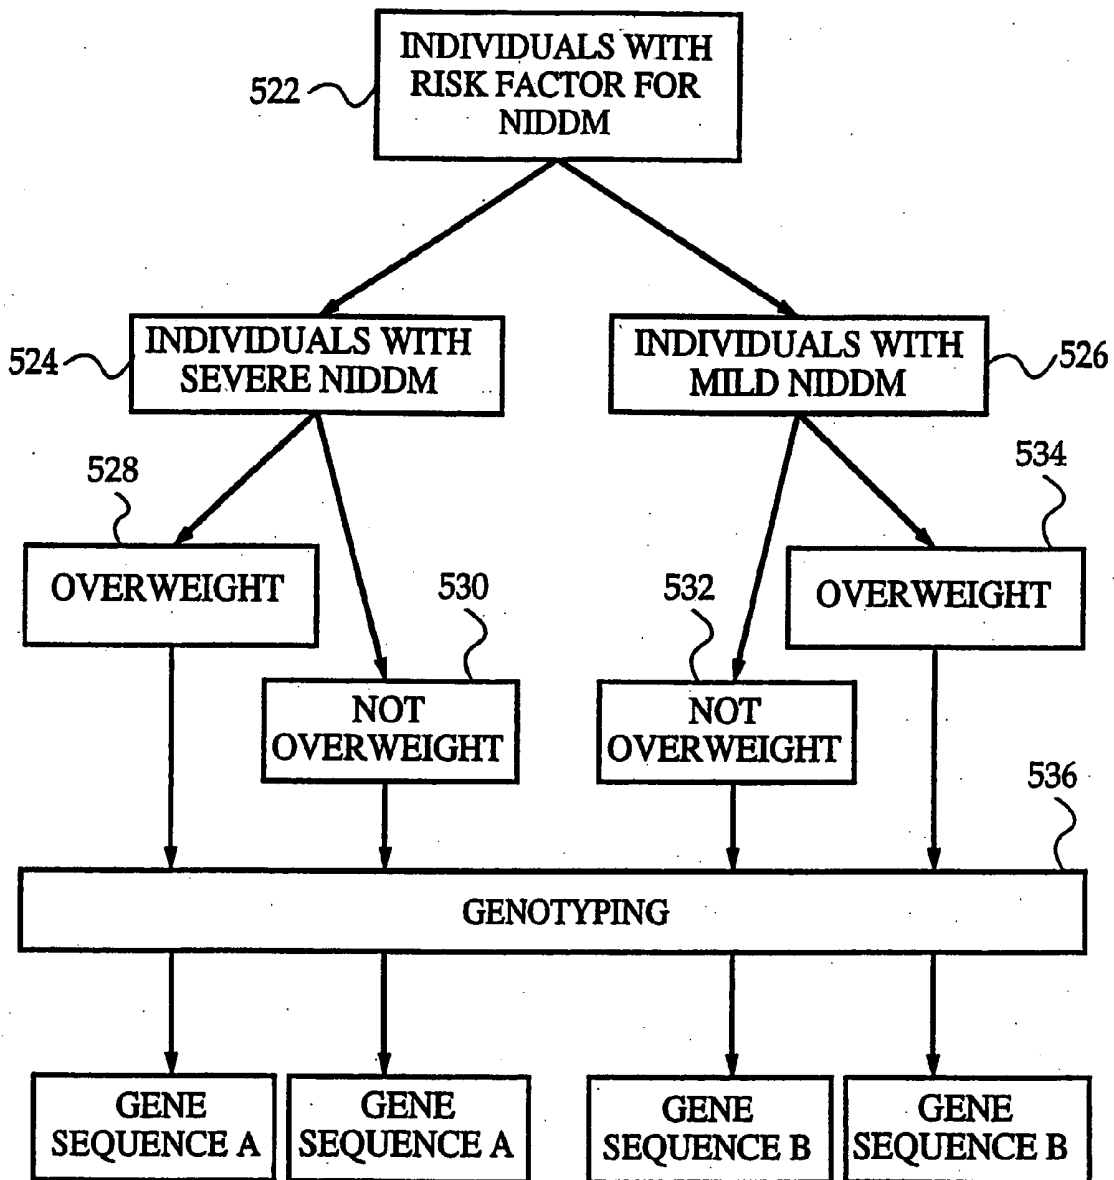 INDIVIDUALS WITH
RISK FACTOR FOR
NIDDM
522
INDIVIDUALS WITH
SEVERE NIDDM
524
INDIVIDUALS WITH
MILD NIDDM
526
528
OVERWEIGHT
530
NOT
OVERWEIGHT
532
NOT
OVERWEIGHT
534
OVERWEIGHT
536
GENOTYPING
GENE
SEQUENCE A
GENE
SEQUENCE A
GENE
SEQUENCE B
GENE
SEQUENCE B